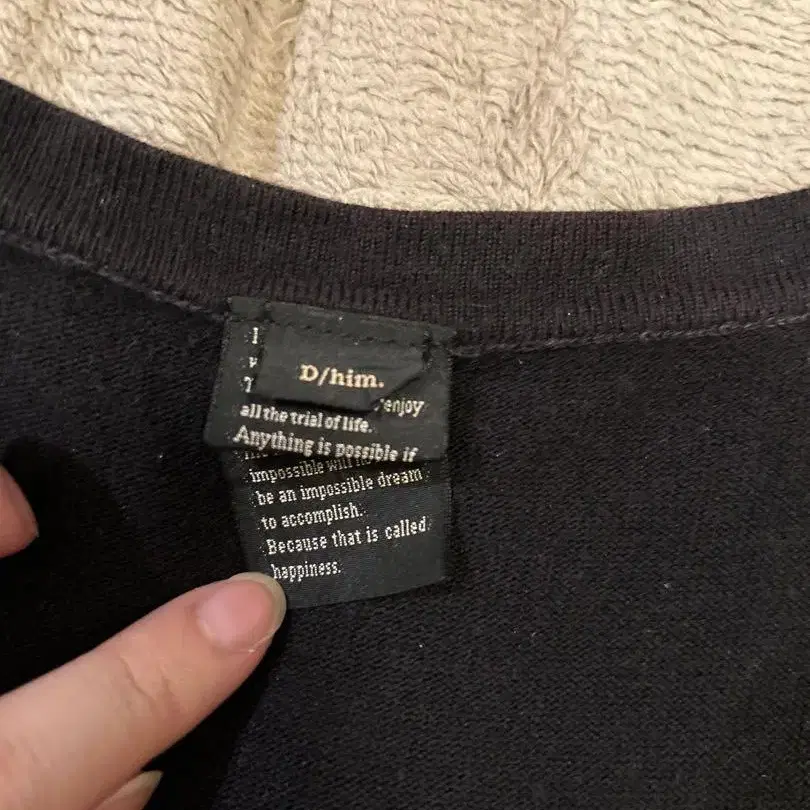 D/him.
enjoy
all the trial of life.
Anything is possible if
impossible
be an impossible dream
to accomplish.
Because that is called
happiness.